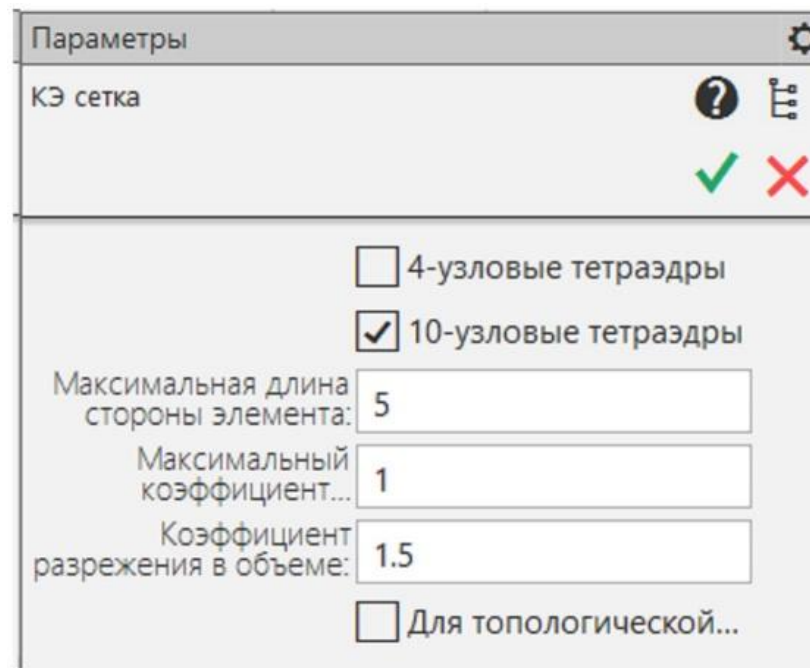 Параметры
КЭ сетка
4-узловые тетраэдры
10-узловые тетраэдры
Максимальная длина
стороны элемента:
5
Максимальный
коэффициент...
1
Коэффициент
разрежения в объеме:
1.5
Для топологической...